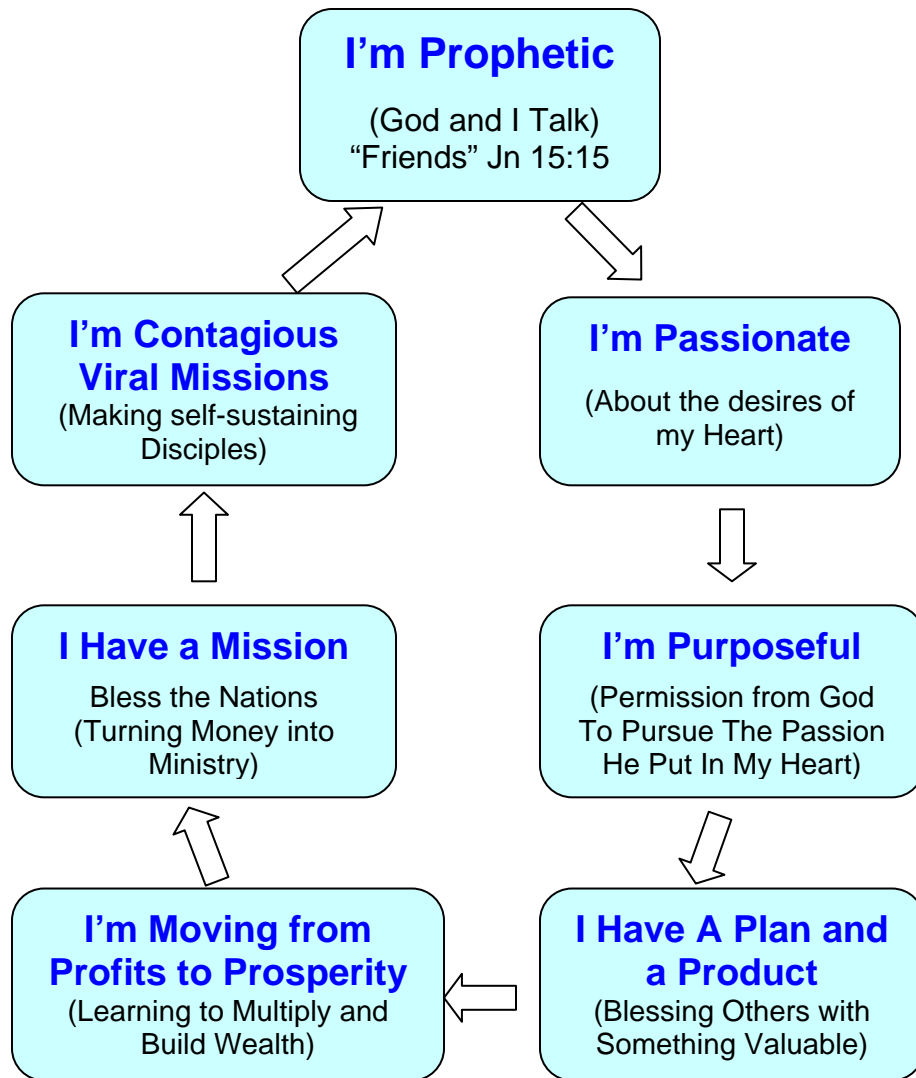 I’m Prophetic
(God and I Talk)
“Friends” Jn 15:15
I’m Passionate
(About the desires of
my Heart)
I’m Purposeful
(Permission from God
To Pursue The Passion
He Put In My Heart)
I Have A Plan and
a Product
(Blessing Others with
Something Valuable)
I’m Moving from
Profits to Prosperity
(Learning to Multiply and
Build Wealth)
I Have a Mission
Bless the Nations
(Turning Money into
Ministry)
I’m Contagious
Viral Missions
(Making self-sustaining
Disciples)